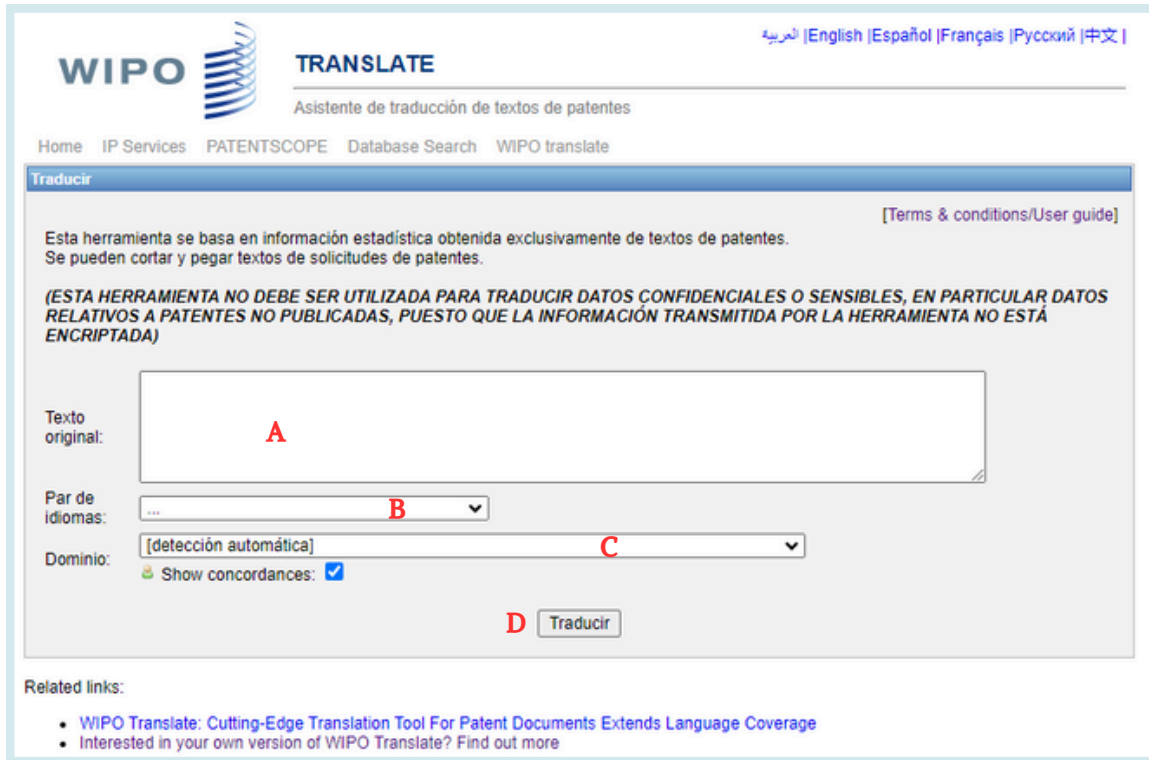 العربية |English |Español |Français |Русский |中文 |
WIPO
TRANSLATE
Asistente de traducción de textos de patentes
Home IP Services PATENTSCOPE Database Search WIPO translate
Traducir
[Terms & conditions/User guide]
Esta herramienta se basa en información estadística obtenida exclusivamente de textos de patentes.
Se pueden cortar y pegar textos de solicitudes de patentes.
(ESTA HERRAMIENTA NO DEBE SER UTILIZADA PARA TRADUCIR DATOS CONFIDENCIALES O SENSIBLES, EN PARTICULAR DATOS
RELATIVOS A PATENTES NO PUBLICADAS, PUESTO QUE LA INFORMACIÓN TRANSMITIDA POR LA HERRAMIENTA NO ESTÁ
ENCRIPTADA)
Texto
original:
A
Par de
idiomas:
... B
Dominio:
[detección automática] C
Show concordances:
D Traducir
Related links:
• WIPO Translate: Cutting-Edge Translation Tool For Patent Documents Extends Language Coverage
• Interested in your own version of WIPO Translate? Find out more